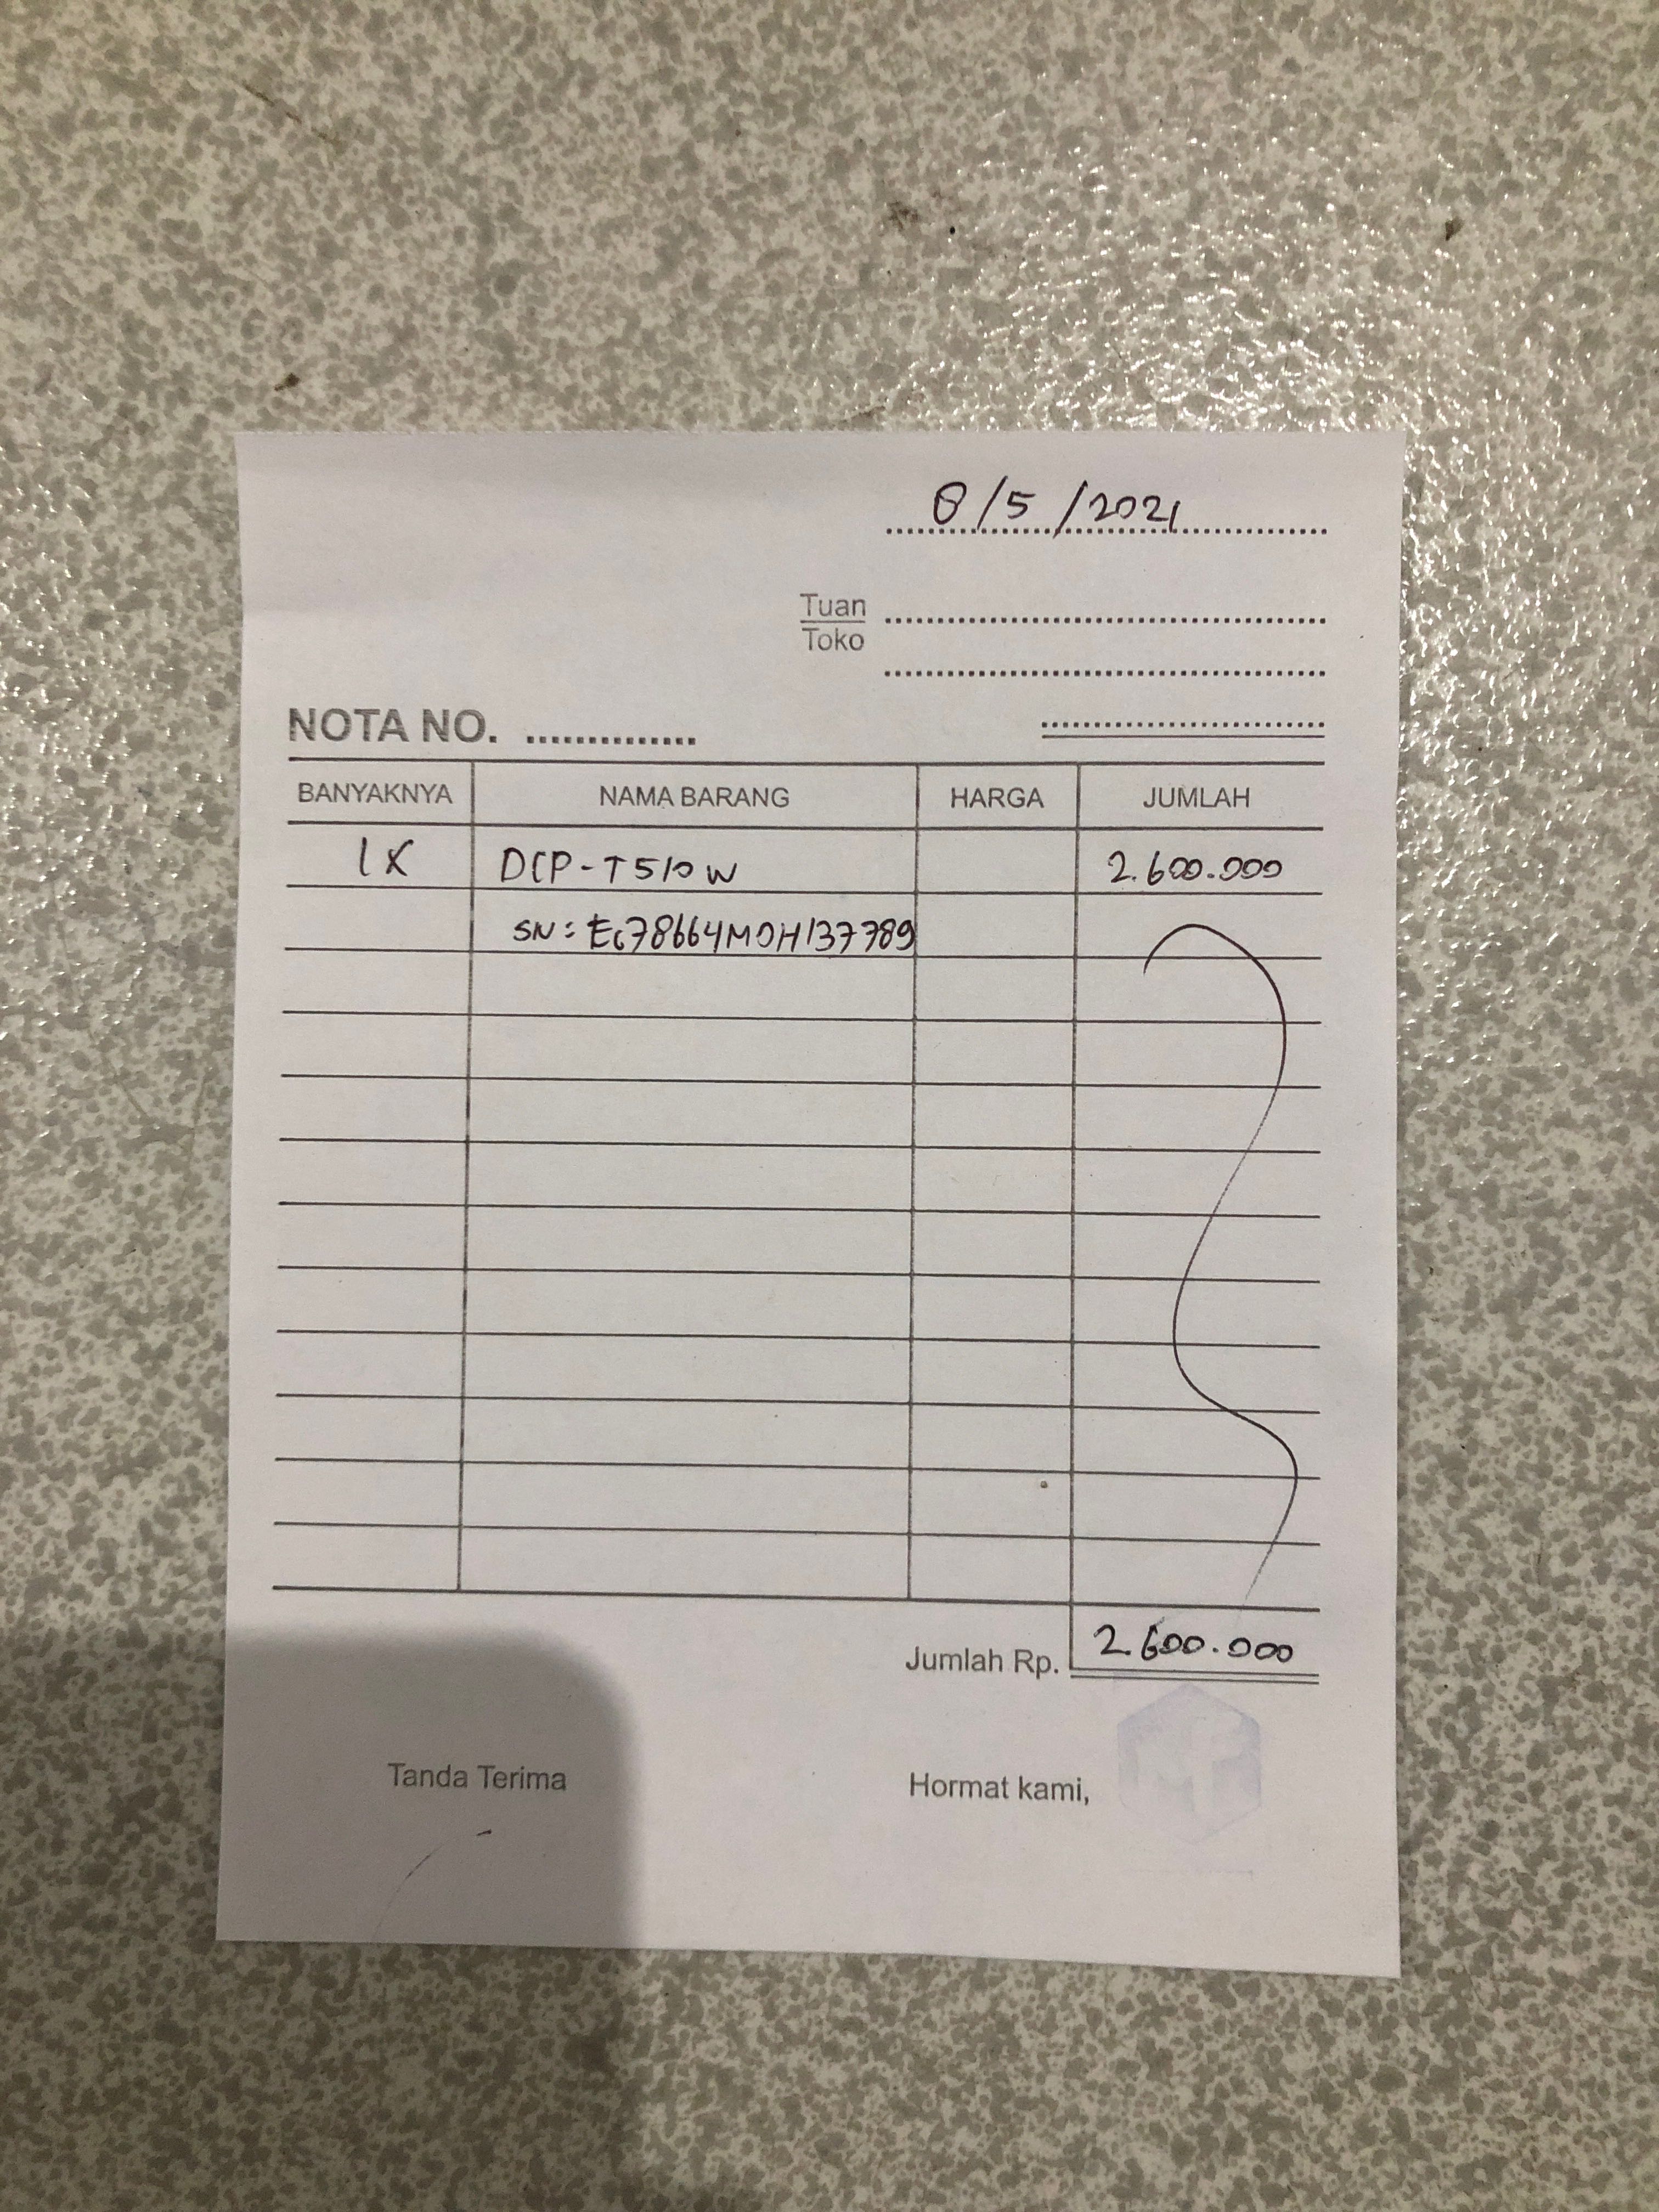 8/5/2021
Tuan
Toko
NOTA NO. ..............
BANYAKNYA NAMA BARANG HARGA JUMLAH
1X DCP-T510W 2.600.000
SN: E678664M0H137789
Jumlah Rp. 2.600.000
Tanda Terima Hormat kami,